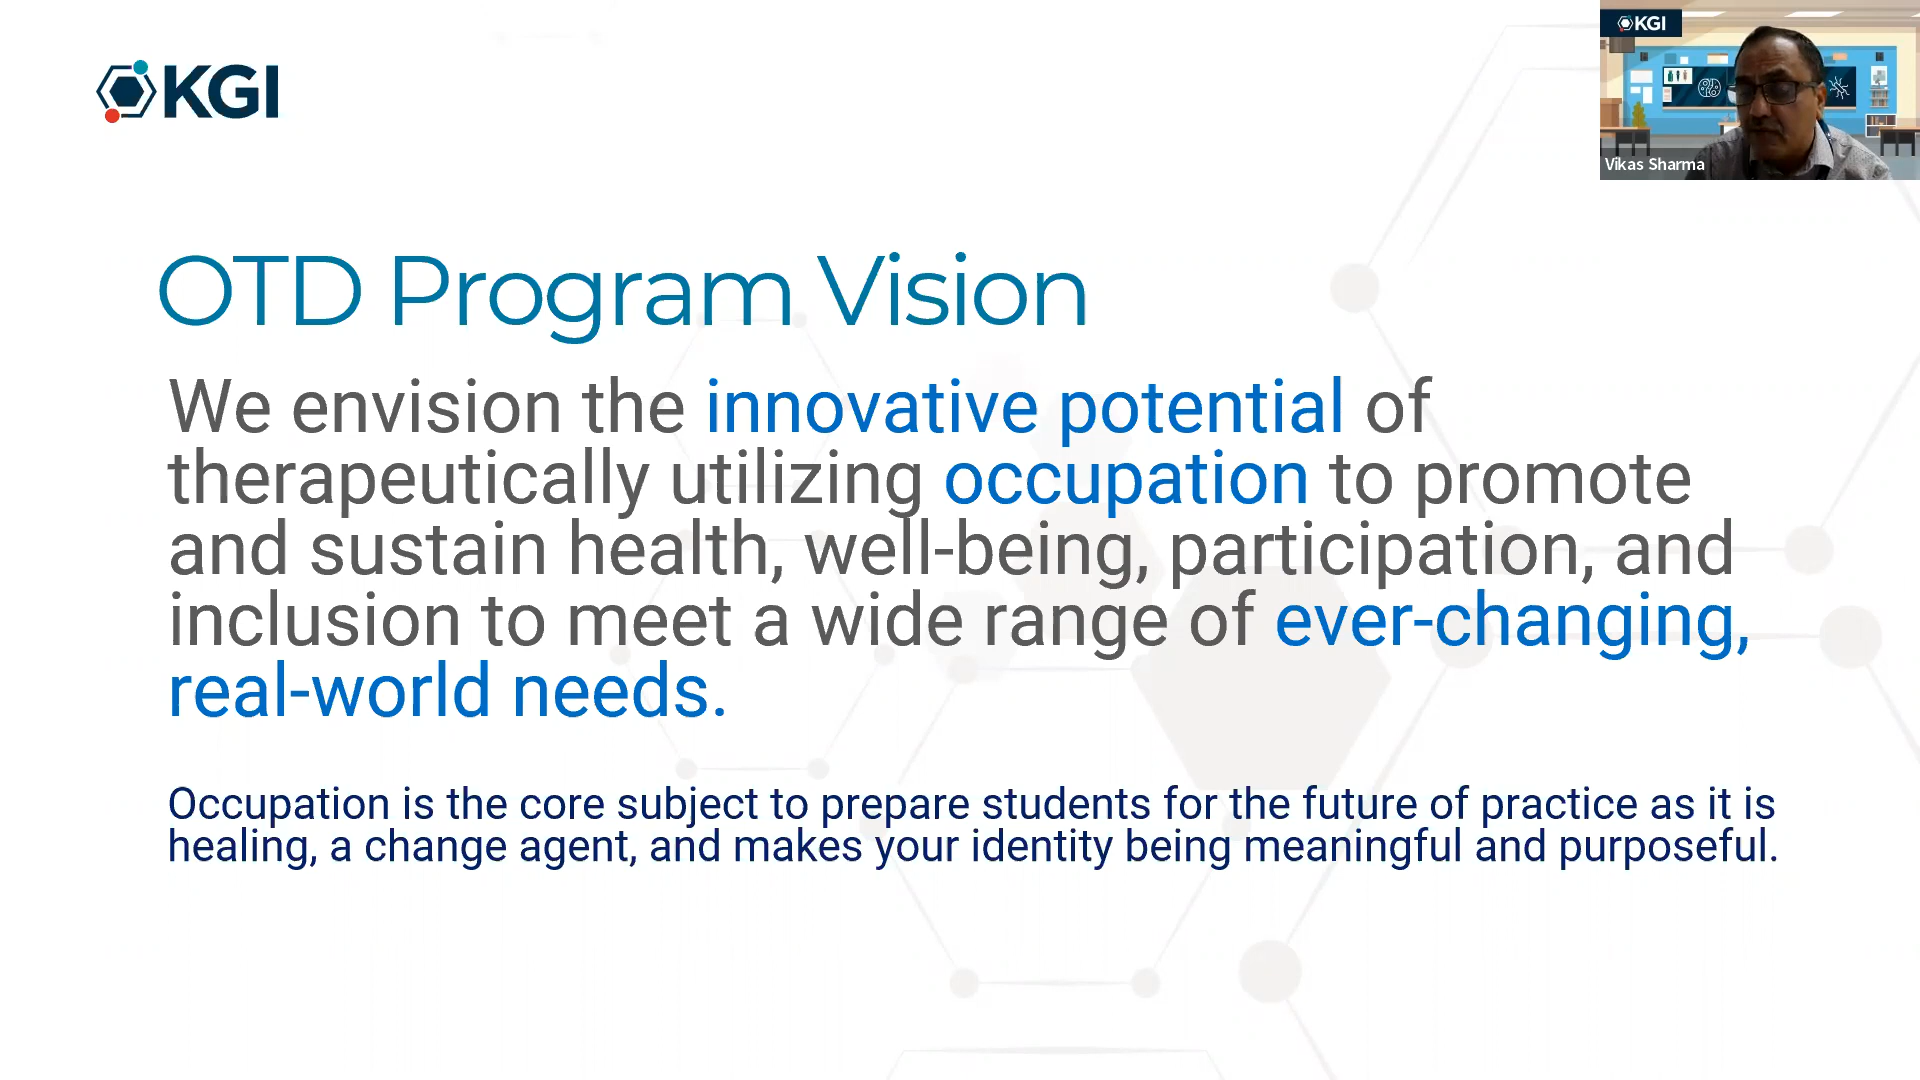 KGI
KGI
Vikas Sharma
OTD Program Vision
We envision the innovative potential of
therapeutically utilizing occupation to promote
and sustain health, well-being, participation, and
inclusion to meet a wide range of ever-changing,
real-world needs.
Occupation is the core subject to prepare students for the future of practice as it is
healing, a change agent, and makes your identity being meaningful and purposeful.